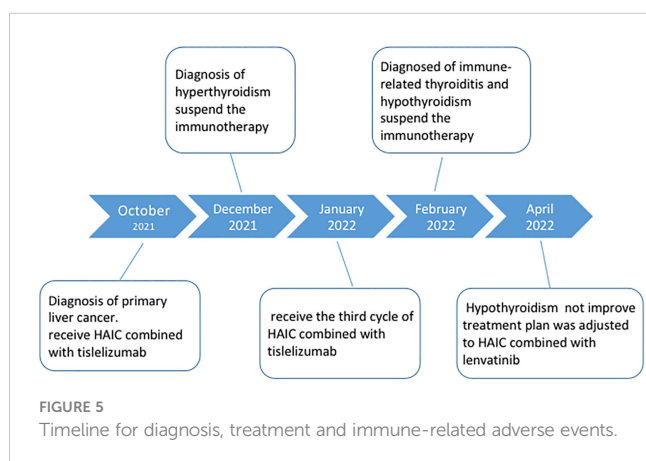 Diagnosis of
hyperthyroidism
suspend the
immunotherapy
Diagnosed of immune-
related thyroiditis and
hypothyroidism
suspend the
immunotherapy
October
2021
December
2021
January
2022
February
2022
April
2022
Diagnosis of primary
liver cancer.
receive HAIC combined
with tislelizumab
receive the third cycle of
HAIC combined with
tislelizumab
Hypothyroidism not improve
treatment plan was adjusted
to HAIC combined with
lenvatinib
FIGURE 5
Timeline for diagnosis, treatment and immune-related adverse events.